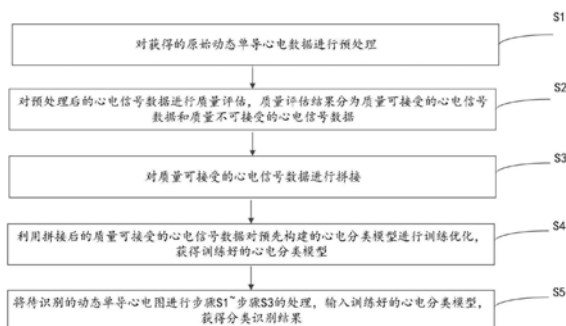 S1
对获得的原始动态单导心电数据进行预处理
S2
对预处理后的心电信号数据进行质量评估，质量评估结果分为质量可接受的心电信号
数据和质量不可接受的心电信号数据
S3
对质量可接受的心电信号数据进行拼接
S4
利用拼接后的质量可接受的心电信号数据对预先构建的心电分类模型进行训练优化，
获得训练好的心电分类模型
S5
将待识别的动态单导心电图进行步骤S1~步骤S3的处理，输入训练好的心电分类模型，
获得分类识别结果